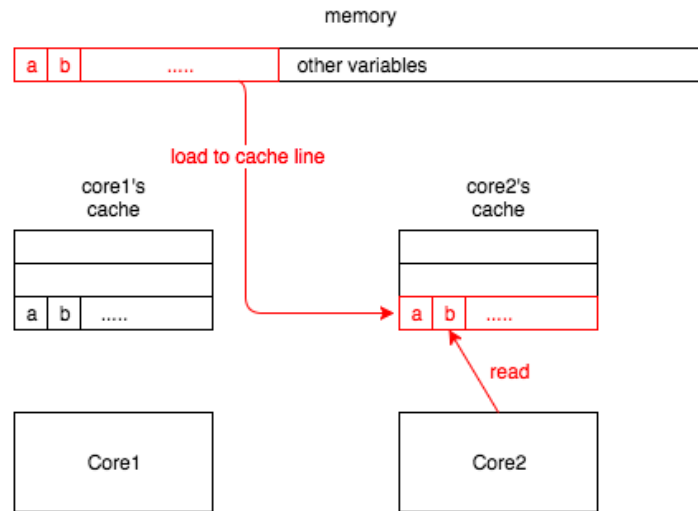 memory
a b ..... other variables
load to cache line
core1's
cache
core2's
cache
a b .....
a b .....
read
Core1
Core2